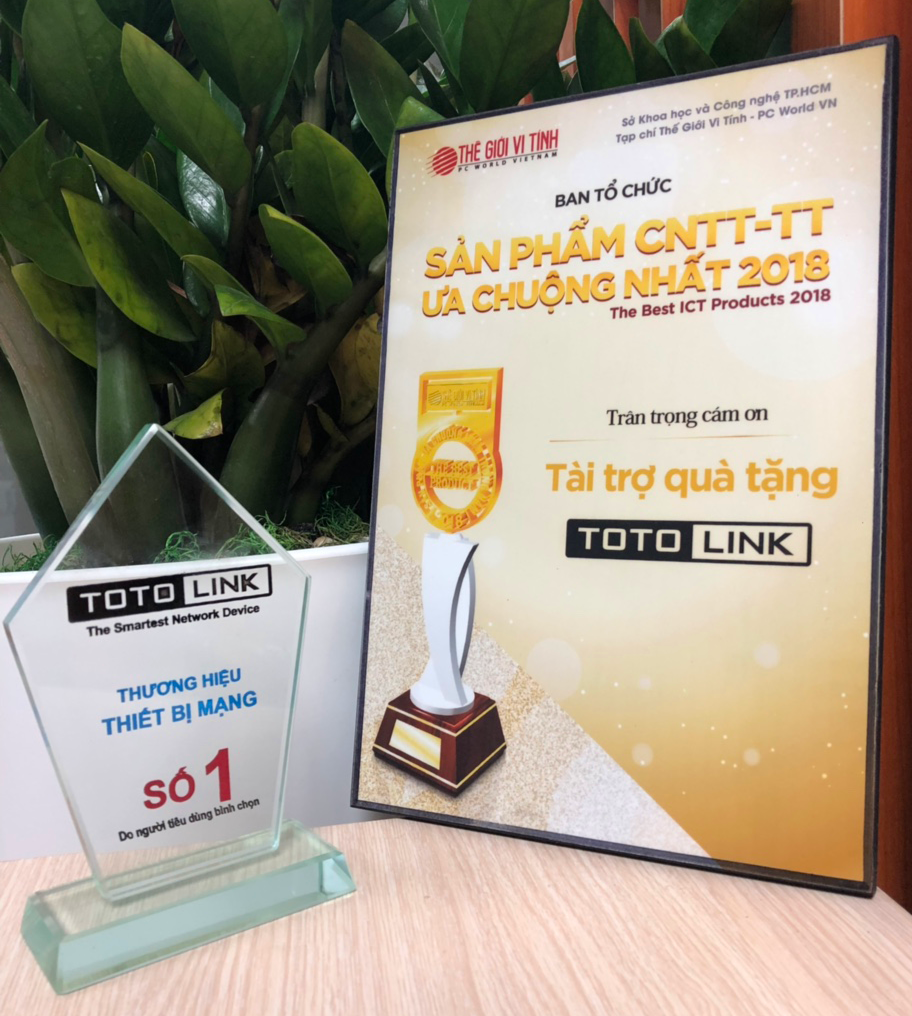 THẾ GIỚI VI TÍNH
PC WORLD VIETNAM
Sở Khoa học và Công nghệ TP.HCM
Tạp chí Thế Giới Vi Tính - PC World VN
BAN TỔ CHỨC
SẢN PHẨM CNTT-TT
ƯA CHUỘNG NHẤT 2018
The Best ICT Products 2018
Trân trọng cám ơn
Tài trợ quà tặng
TOTO LINK
THE BEST
PRODUCT
TOTO LINK
The Smartest Network Device
THƯƠNG HIỆU
THIẾT BỊ MẠNG
SỐ 1
Do người tiêu dùng bình chọn